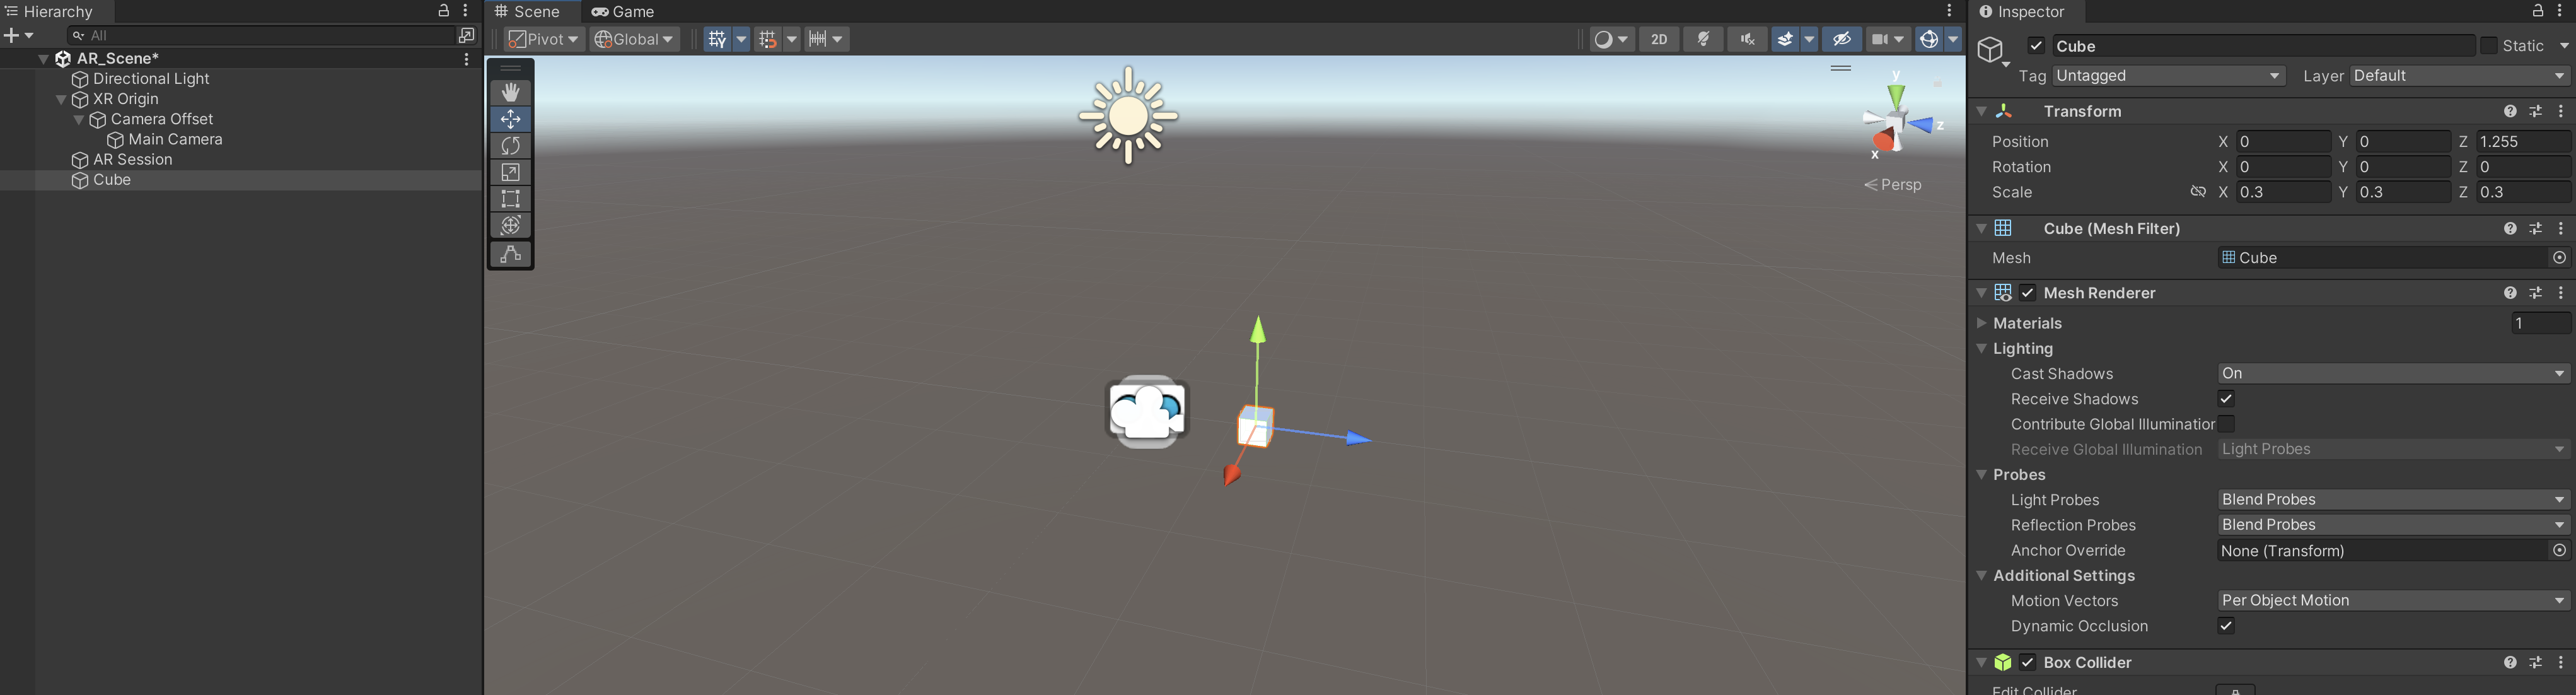 Hierarchy
All
AR_Scene*
Directional Light
XR Origin
Camera Offset
Main Camera
AR Session
Cube
Scene Game
Pivot Global 2D
y
z
x
Persp
Inspector
Cube Static
Tag Untagged Layer Default
Transform
Position X 0 Y 0 Z 1.255
Rotation X 0 Y 0 Z 0
Scale X 0.3 Y 0.3 Z 0.3
Cube (Mesh Filter)
Mesh Cube
Mesh Renderer
Materials 1
Lighting
Cast Shadows On
Receive Shadows
Contribute Global Illumination
Receive Global Illumination Light Probes
Probes
Light Probes Blend Probes
Reflection Probes Blend Probes
Anchor Override None (Transform)
Additional Settings
Motion Vectors Per Object Motion
Dynamic Occlusion
Box Collider
Edit Collider